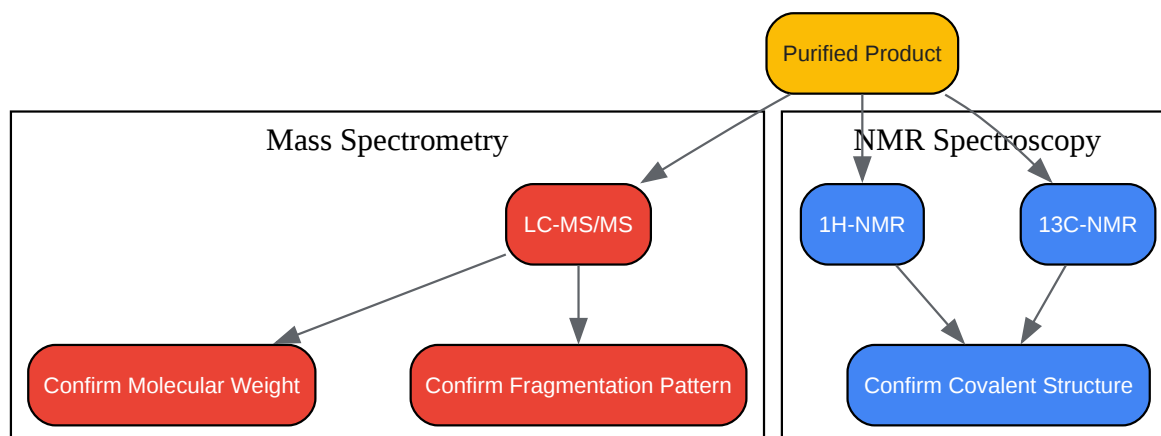 Purified Product
Mass Spectrometry
NMR Spectroscopy
LC-MS/MS
1H-NMR
13C-NMR
Confirm Molecular Weight
Confirm Fragmentation Pattern
Confirm Covalent Structure